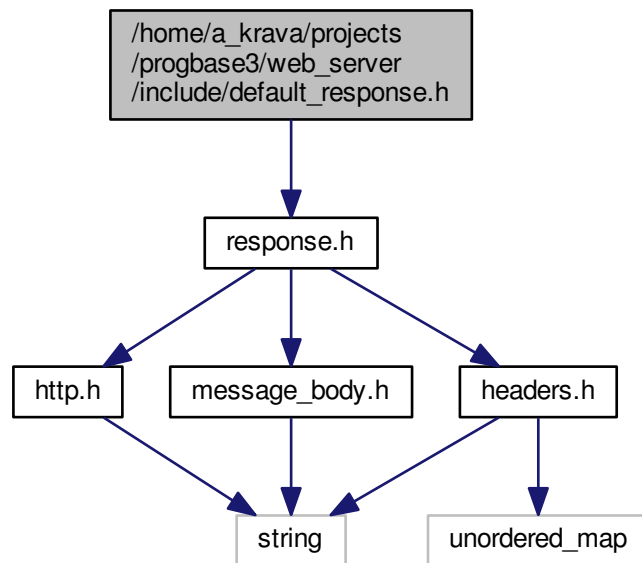 /home/a_krava/projects
/progbase3/web_server
/include/default_response.h
response.h
http.h
message_body.h
headers.h
string
unordered_map